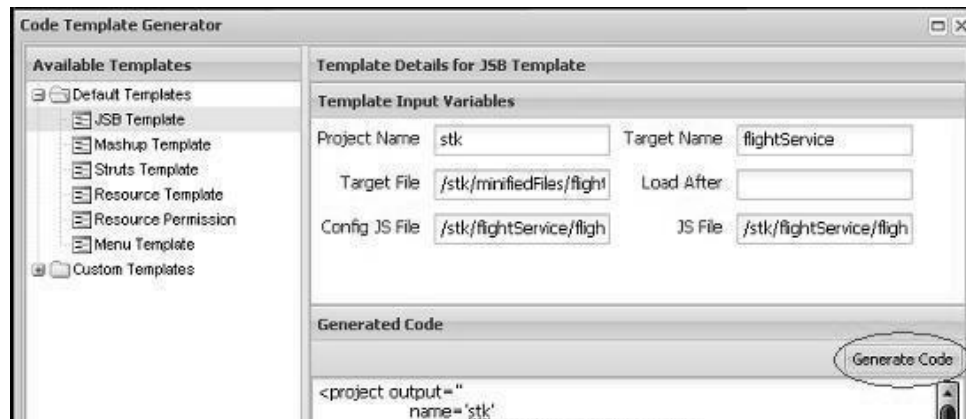 Code Template Generator
Available Templates
Default Templates
JSB Template
Mashup Template
Struts Template
Resource Template
Resource Permission
Menu Template
Custom Templates
Template Details for JSB Template
Template Input Variables
Project Name stk Target Name flightService
Target File /stk/minifiedFiles/flight Load After
Config JS File /stk/flightService/fligh JS File /stk/flightService/fligh
Generated Code
Generate Code
<project output=''
name='stk'